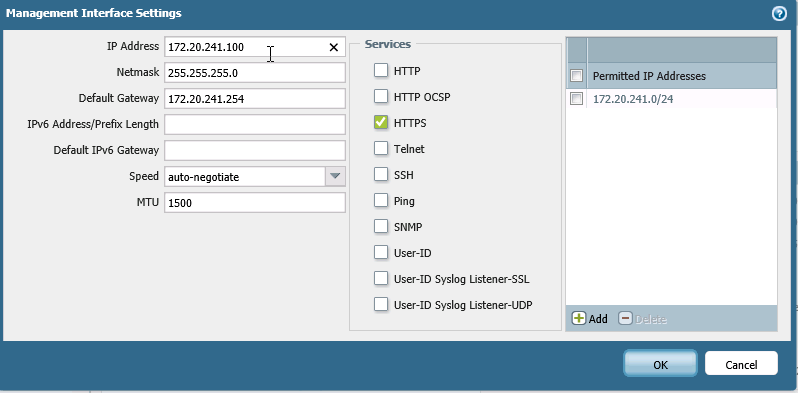 Management Interface Settings
IP Address 172.20.241.100
Netmask 255.255.255.0
Default Gateway 172.20.241.254
IPv6 Address/Prefix Length
Default IPv6 Gateway
Speed auto-negotiate
MTU 1500
Services
HTTP
HTTP OCSP
HTTPS
Telnet
SSH
Ping
SNMP
User-ID
User-ID Syslog Listener-SSL
User-ID Syslog Listener-UDP
Permitted IP Addresses
172.20.241.0/24
Add Delete
OK Cancel